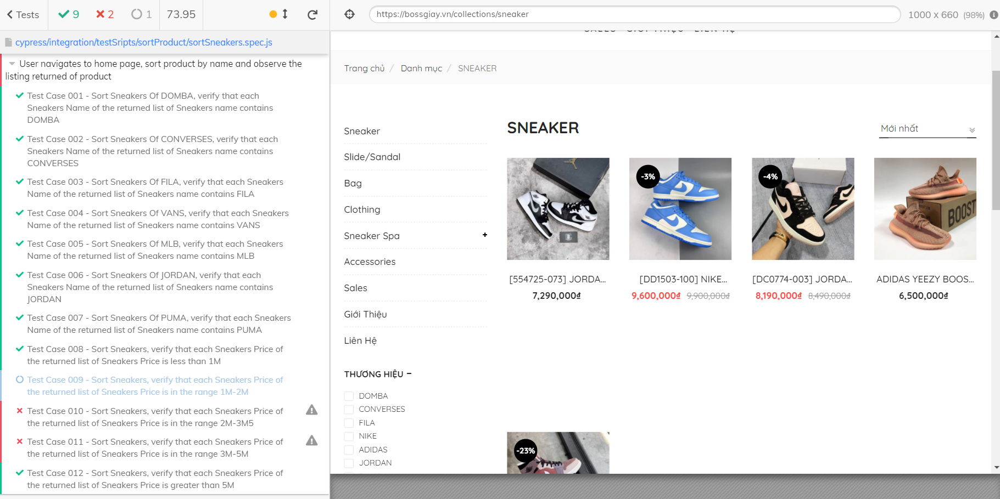 Tests
9
2
1
73.95
https://bossgiay.vn/collections/sneaker
1000 x 660 (98%)
cypress/integration/testSripts/sortProduct/sortSneakers.spec.js
User navigates to home page, sort product by name and observe the
listing returned of product
Test Case 001 - Sort Sneakers Of DOMBA, verify that each
Sneakers Name of the returned list of Sneakers name contains
DOMBA
Test Case 002 - Sort Sneakers Of CONVERSES, verify that each
Sneakers Name of the returned list of Sneakers name contains
CONVERSES
Test Case 003 - Sort Sneakers Of FILA, verify that each Sneakers
Name of the returned list of Sneakers name contains FILA
Test Case 004 - Sort Sneakers Of VANS, verify that each Sneakers
Name of the returned list of Sneakers name contains VANS
Test Case 005 - Sort Sneakers Of MLB, verify that each Sneakers
Name of the returned list of Sneakers name contains MLB
Test Case 006 - Sort Sneakers Of JORDAN, verify that each
Sneakers Name of the returned list of Sneakers name contains
JORDAN
Test Case 007 - Sort Sneakers Of PUMA, verify that each Sneakers
Name of the returned list of Sneakers name contains PUMA
Test Case 008 - Sort Sneakers, verify that each Sneakers Price of
the returned list of Sneakers Price is less than 1M
Test Case 009 - Sort Sneakers, verify that each Sneakers Price of
the returned list of Sneakers Price is in the range 1M-2M
Test Case 010 - Sort Sneakers, verify that each Sneakers Price of
the returned list of Sneakers Price is in the range 2M-3M5
Test Case 011 - Sort Sneakers, verify that each Sneakers Price of
the returned list of Sneakers Price is in the range 3M-5M
Test Case 012 - Sort Sneakers, verify that each Sneakers Price of
the returned list of Sneakers Price is greater than 5M
SALES GIỚI THIỆU LIÊN HỆ
Trang chủ / Danh mục / SNEAKER
Sneaker
Slide/Sandal
Bag
Clothing
Sneaker Spa +
Accessories
Sales
Giới Thiệu
Liên Hệ
THƯƠNG HIỆU −
DOMBA
CONVERSES
FILA
NIKE
ADIDAS
JORDAN
SNEAKER
Mới nhất
[554725-073] JORDA...
7,290,000₫
-3%
[DD1503-100] NIKE...
9,600,000₫ 9,900,000₫
-4%
[DC0774-003] JORDA...
8,190,000₫ 8,490,000₫
BOOST
ADIDAS YEEZY BOOS...
6,500,000₫
-23%